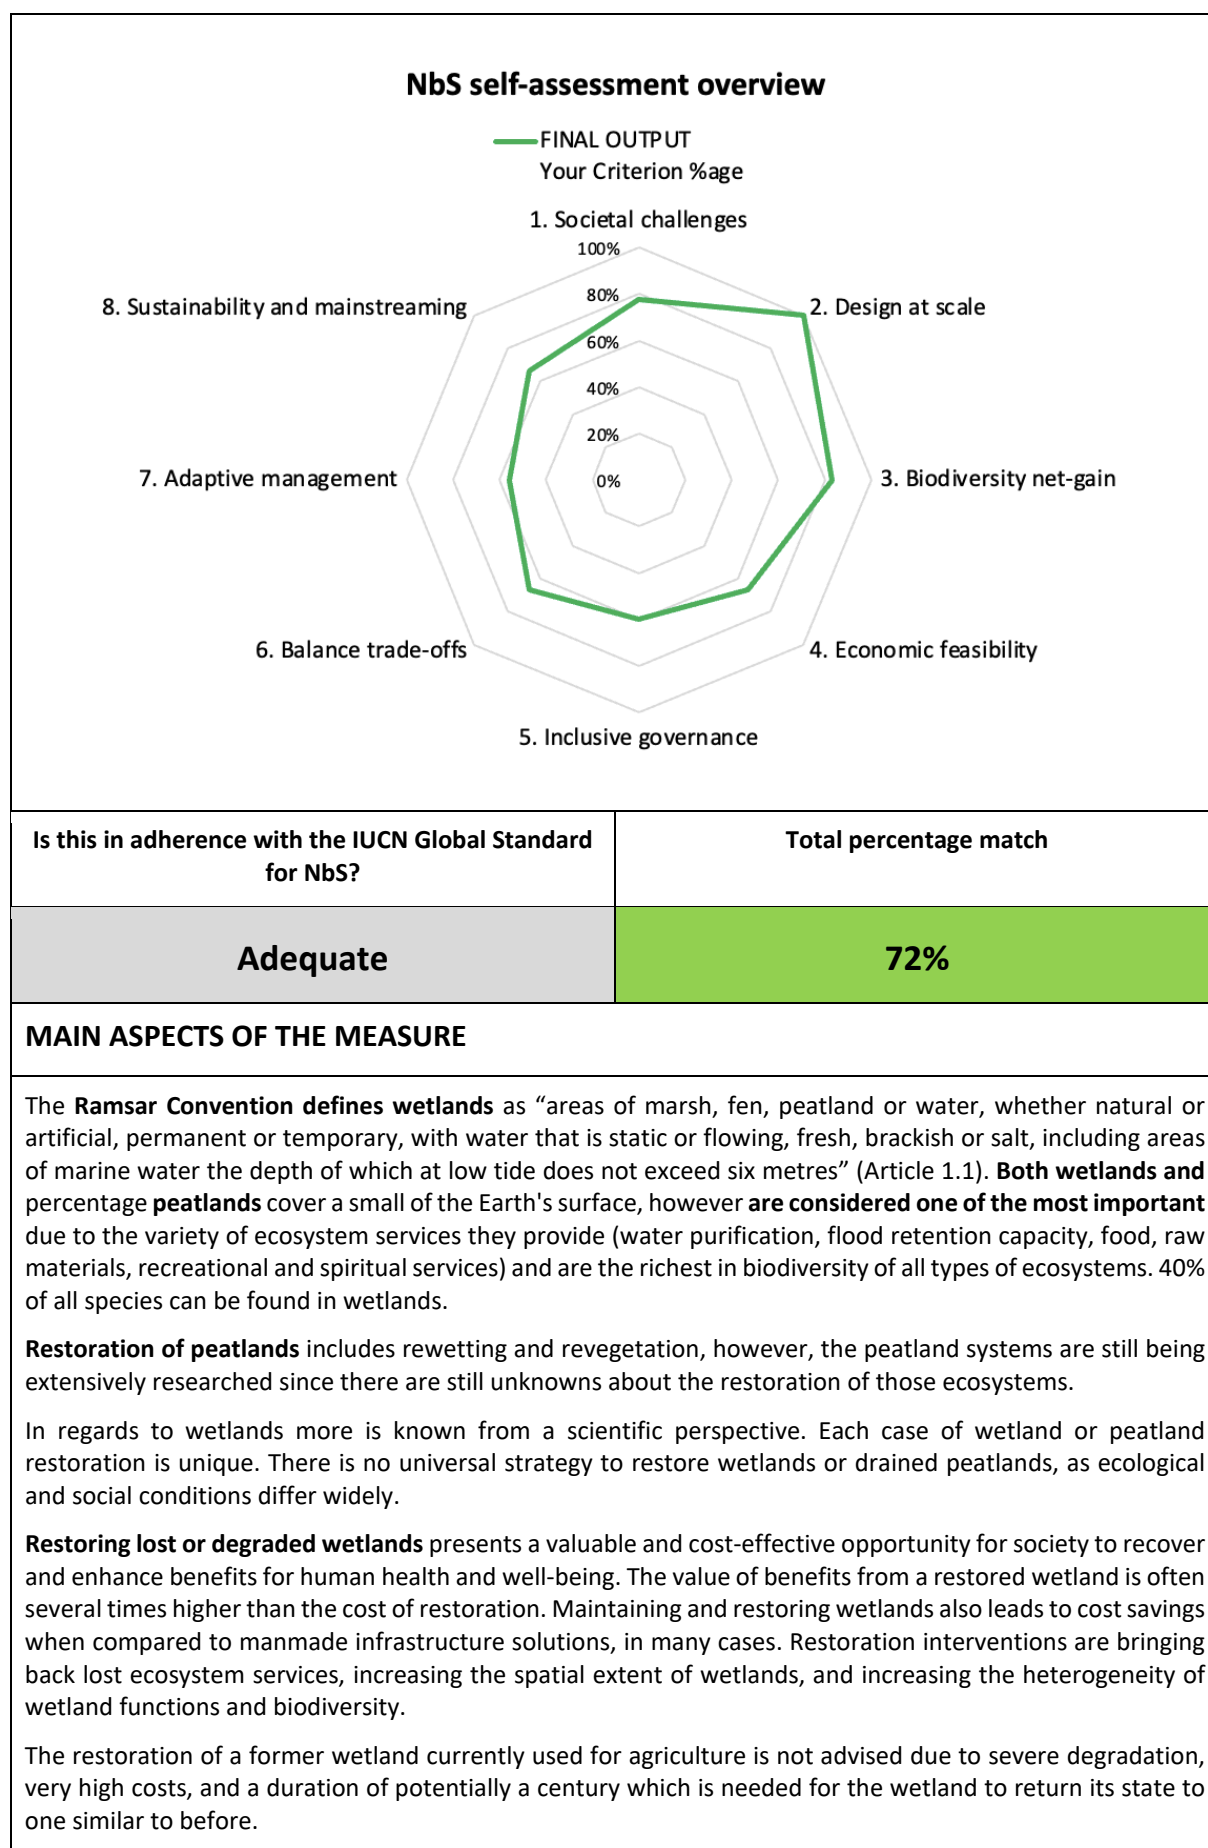 NbS self-assessment overview
FINAL OUTPUT
Your Criterion %age
1. Societal challenges
100%
80%
60%
40%
20%
0%
2. Design at scale
3. Biodiversity net-gain
4. Economic feasibility
5. Inclusive governance
6. Balance trade-offs
7. Adaptive management
8. Sustainability and mainstreaming
Is this in adherence with the IUCN Global Standard
for NbS?
Total percentage match
Adequate
72%
MAIN ASPECTS OF THE MEASURE
The Ramsar Convention defines wetlands as “areas of marsh, fen, peatland or water, whether natural or
artificial, permanent or temporary, with water that is static or flowing, fresh, brackish or salt, including areas
of marine water the depth of which at low tide does not exceed six metres” (Article 1.1). Both wetlands and
percentage peatlands cover a small of the Earth's surface, however are considered one of the most important
due to the variety of ecosystem services they provide (water purification, flood retention capacity, food, raw
materials, recreational and spiritual services) and are the richest in biodiversity of all types of ecosystems. 40%
of all species can be found in wetlands.
Restoration of peatlands includes rewetting and revegetation, however, the peatland systems are still being
extensively researched since there are still unknowns about the restoration of those ecosystems.
In regards to wetlands more is known from a scientific perspective. Each case of wetland or peatland
restoration is unique. There is no universal strategy to restore wetlands or drained peatlands, as ecological
and social conditions differ widely.
Restoring lost or degraded wetlands presents a valuable and cost-effective opportunity for society to recover
and enhance benefits for human health and well-being. The value of benefits from a restored wetland is often
several times higher than the cost of restoration. Maintaining and restoring wetlands also leads to cost savings
when compared to manmade infrastructure solutions, in many cases. Restoration interventions are bringing
back lost ecosystem services, increasing the spatial extent of wetlands, and increasing the heterogeneity of
wetland functions and biodiversity.
The restoration of a former wetland currently used for agriculture is not advised due to severe degradation,
very high costs, and a duration of potentially a century which is needed for the wetland to return its state to
one similar to before.